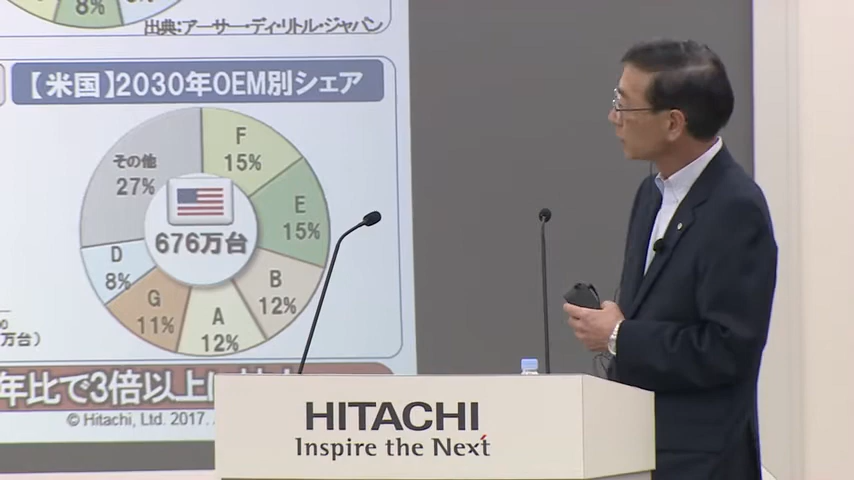 8%
出典:アーサー・ディ・リトル・ジャパン
【米国】2030年OEM別シェア
F
15%
その他
27%
E
15%
676万台
D
8%
B
12%
G
11%
A
12%
万台)
年比で3倍以上に
© Hitachi, Ltd. 2017.
HITACHI
Inspire the Next